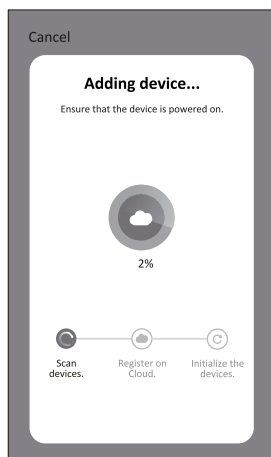 Cancel
Adding device...
Ensure that the device is powered on.
2%
Scan
devices.
Register on
Cloud.
Initialize the
devices.